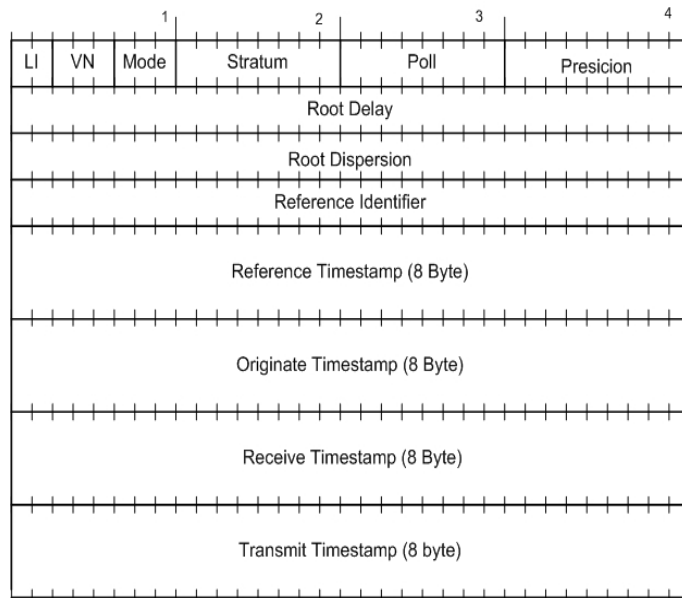 1 2 3 4
LI VN Mode Stratum Poll Presicion
Root Delay
Root Dispersion
Reference Identifier
Reference Timestamp (8 Byte)
Originate Timestamp (8 Byte)
Receive Timestamp (8 Byte)
Transmit Timestamp (8 byte)